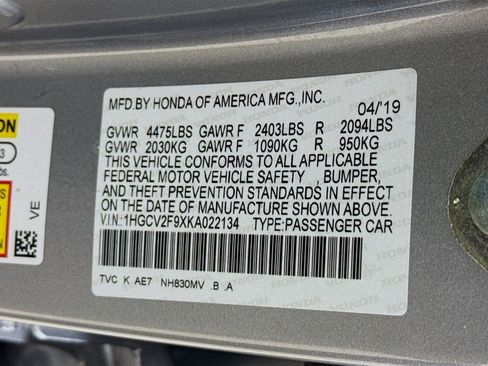 MFD.BY HONDA OF AMERICA MFG.,INC.
04/'19
GVWR 4475LBS GAWR F 2403LBS R 2094LBS
GVWR 2030KG GAWR F 1090KG R 950KG
THIS VEHICLE CONFORMS TO ALL APPLICABLE
FEDERAL MOTOR VEHICLE SAFETY , BUMPER,
AND THEFT PREVENTION STANDARDS IN EFFECT
ON THE DATE OF MANUFACTURE SHOWN ABOVE.
V.I.N.:1HGCV2F9XKA022134 TYPE:PASSENGER CAR
TVC K AE7 NH830MV .B .A
VE